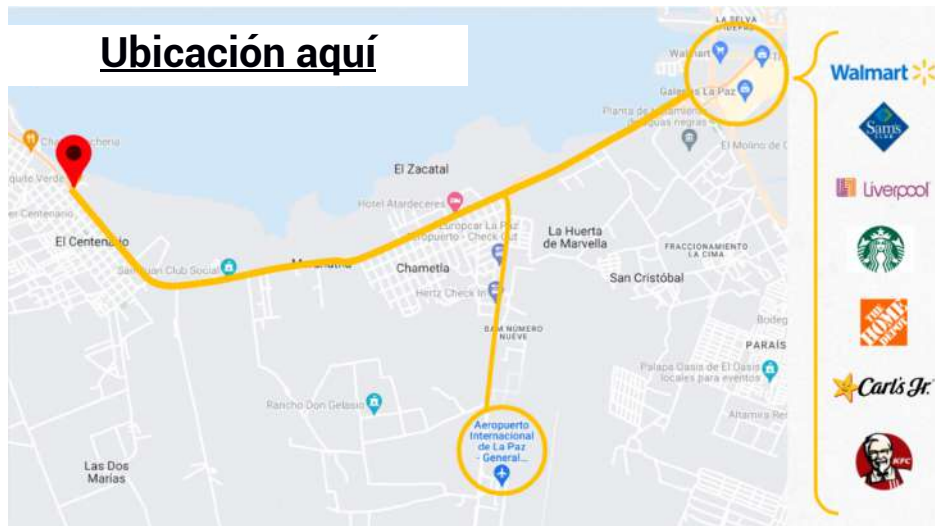 Ubicación aquí
LA SELVA
Walmart
Galerías La Paz
Planta de
aguas negras
El Molino de
El Zacatal
Hotel Atardeceres
Europcar La Paz
Aeropuerto - Check Out
Hertz Check In
La Huerta
de Marvella
FRACCIONAMIENTO
LA CIMA
San Cristóbal
El Centenario
San Juan Club Social
Chametla
BAM NÚMERO
NUEVE
Bodeg
PARAÍS
Palapa Oasis de El Oasis
locales para eventos
Altamira Re
Rancho Don Gelasio
Aeropuerto
Internacional
de La Paz
- General...
Las Dos
Marías
Walmart
Sam's
CLUB
Liverpool
THE
HOME
DEPOT
Carl's Jr.
KFC